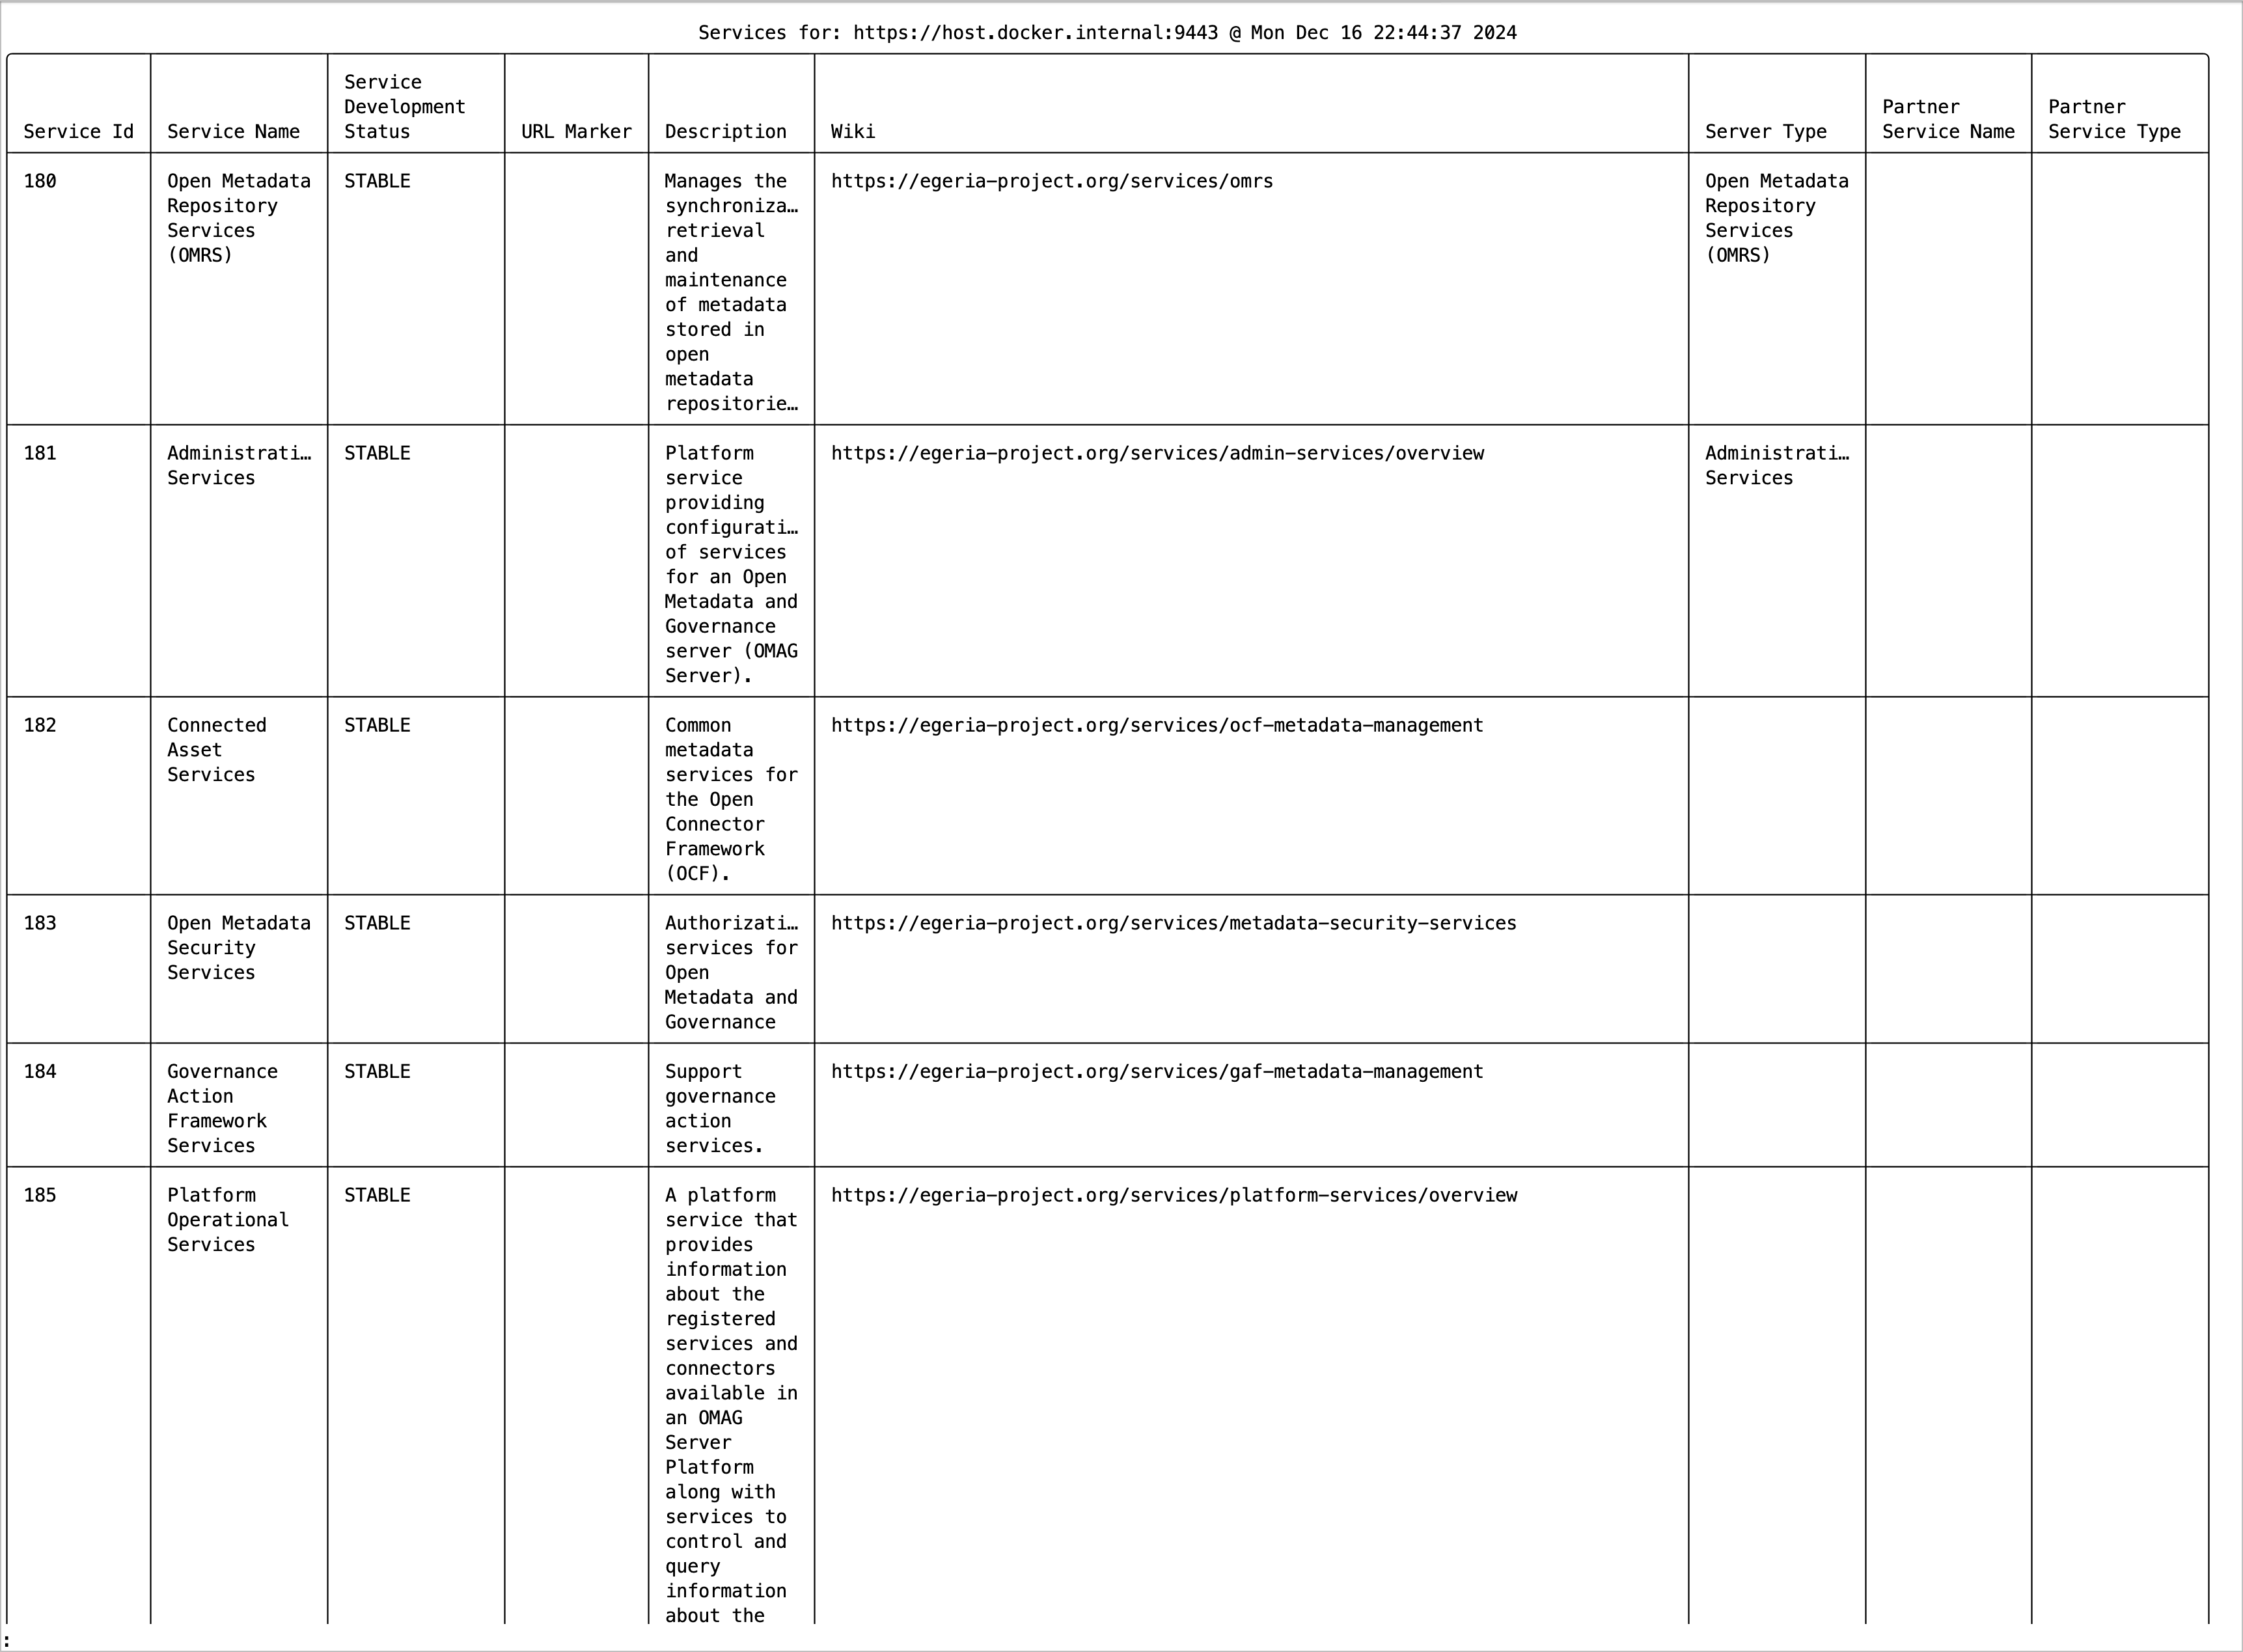 Services for: https://host.docker.internal:9443 @ Mon Dec 16 22:44:37 2024
Service
Development Partner Partner
Service Id Service Name Status URL Marker Description Wiki Server Type Service Name Service Type
180 Open Metadata STABLE Manages the https://egeria-project.org/services/omrs Open Metadata
Repository synchroniza… Repository
Services retrieval Services
(OMRS) and (OMRS)
maintenance
of metadata
stored in
open
metadata
repositorie…
181 Administrati… STABLE Platform https://egeria-project.org/services/admin-services/overview Administrati…
Services service Services
providing
configurati…
of services
for an Open
Metadata and
Governance
server (OMAG
Server).
182 Connected STABLE Common https://egeria-project.org/services/ocf-metadata-management
Asset metadata
Services services for
the Open
Connector
Framework
(OCF).
183 Open Metadata STABLE Authorizati… https://egeria-project.org/services/metadata-security-services
Security services for
Services Open
Metadata and
Governance
184 Governance STABLE Support https://egeria-project.org/services/gaf-metadata-management
Action governance
Framework action
Services services.
185 Platform STABLE A platform https://egeria-project.org/services/platform-services/overview
Operational service that
Services provides
information
about the
registered
services and
connectors
available in
an OMAG
Server
Platform
along with
services to
control and
query
information
about the
: